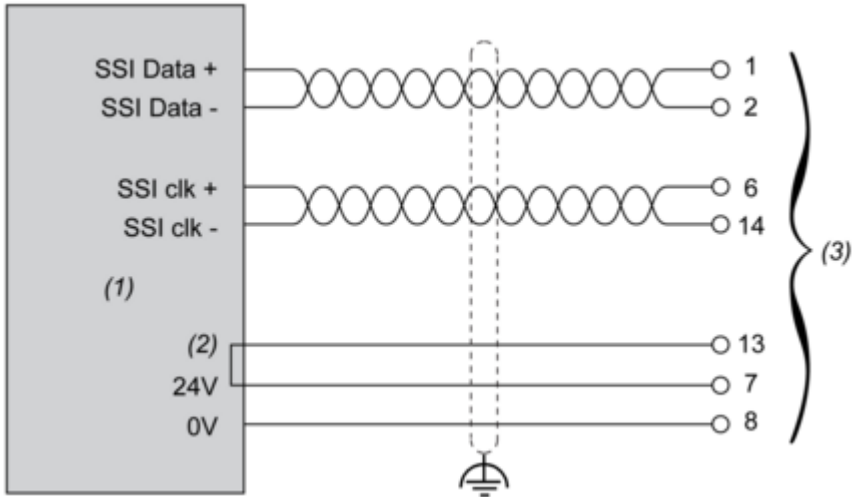 SSI Data + 1
SSI Data - 2
SSI clk + 6
SSI clk - 14
(1)
(3)
(2) 13
24V 7
0V 8